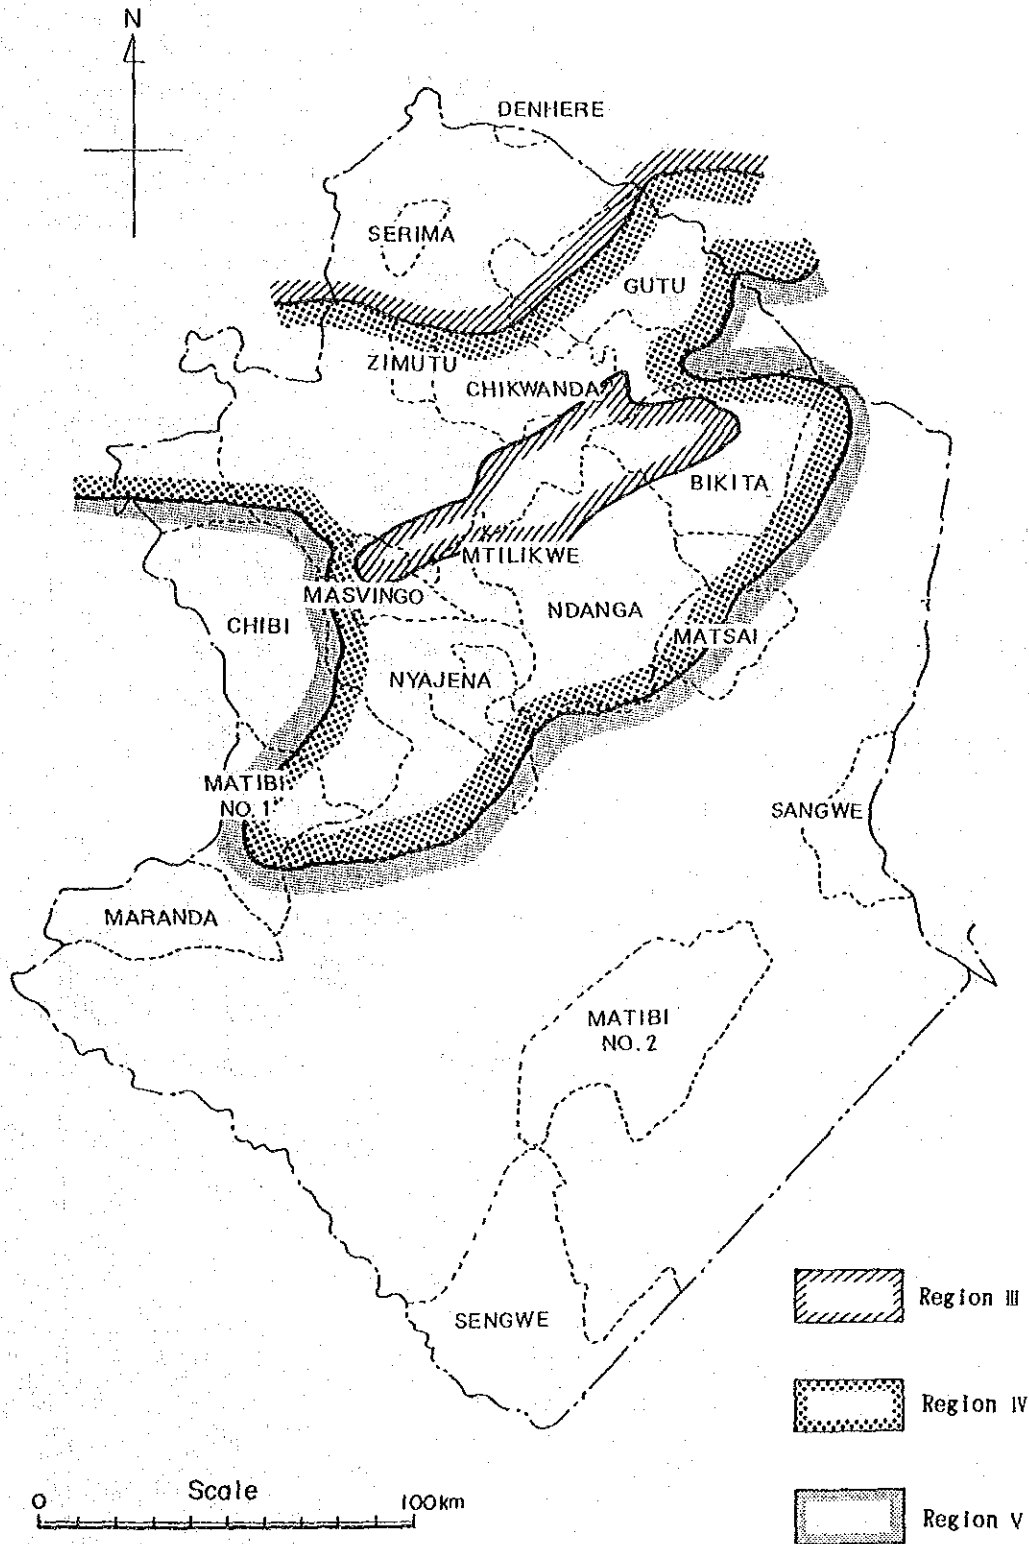 N
DENHERE
SERIMA
GUTU
ZIMUTU
CHIKWANDA
BIKITA
MTILIKWE
MASVINGO
NDANGA
CHIBI
MATSAI
NYAJENA
MATIBI
NO.1
SANGWE
MARANDA
MATIBI
NO.2
SENGWE
Region III
Region IV
Region V
Scale
0 100km